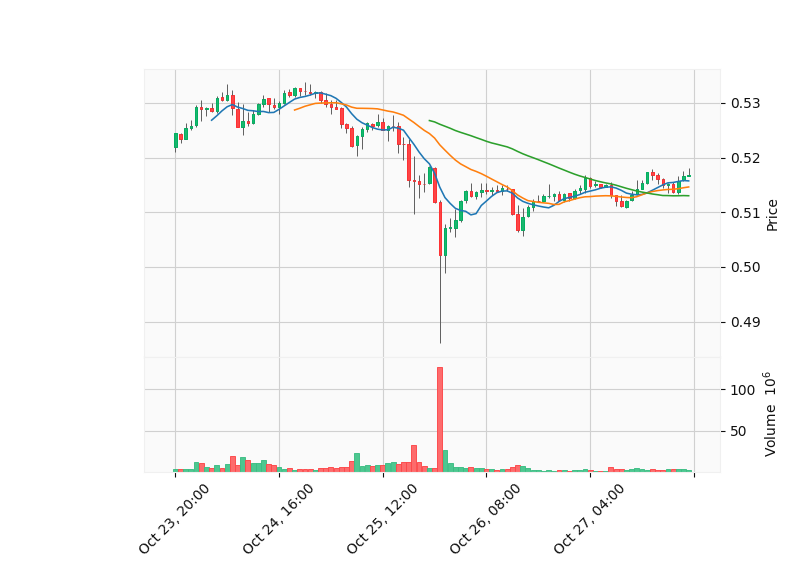 0.53
0.52
0.51
0.50
0.49
Price
100
50
Volume 10^6
Oct 23, 20:00
Oct 24, 16:00
Oct 25, 12:00
Oct 26, 08:00
Oct 27, 04:00